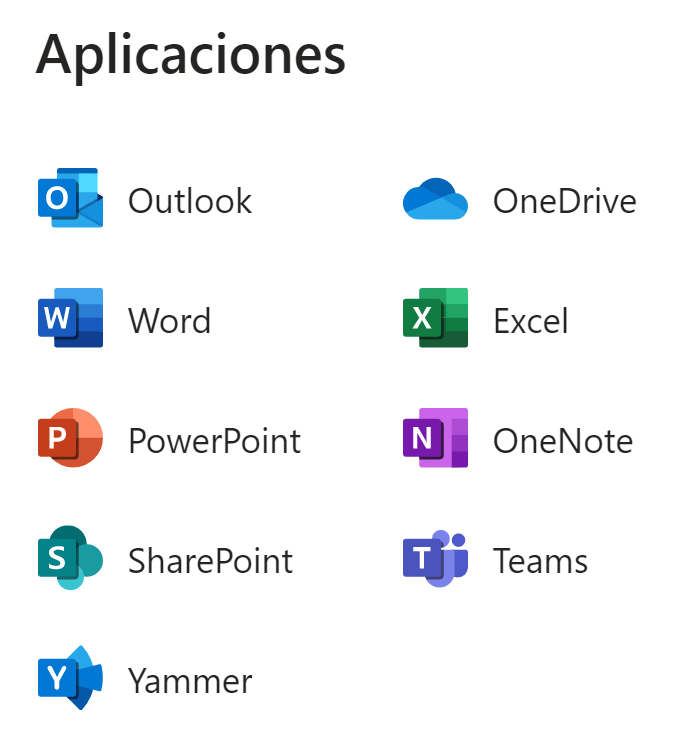 Aplicaciones
O Outlook OneDrive
W Word X Excel
P PowerPoint N OneNote
S SharePoint T Teams
Y Yammer